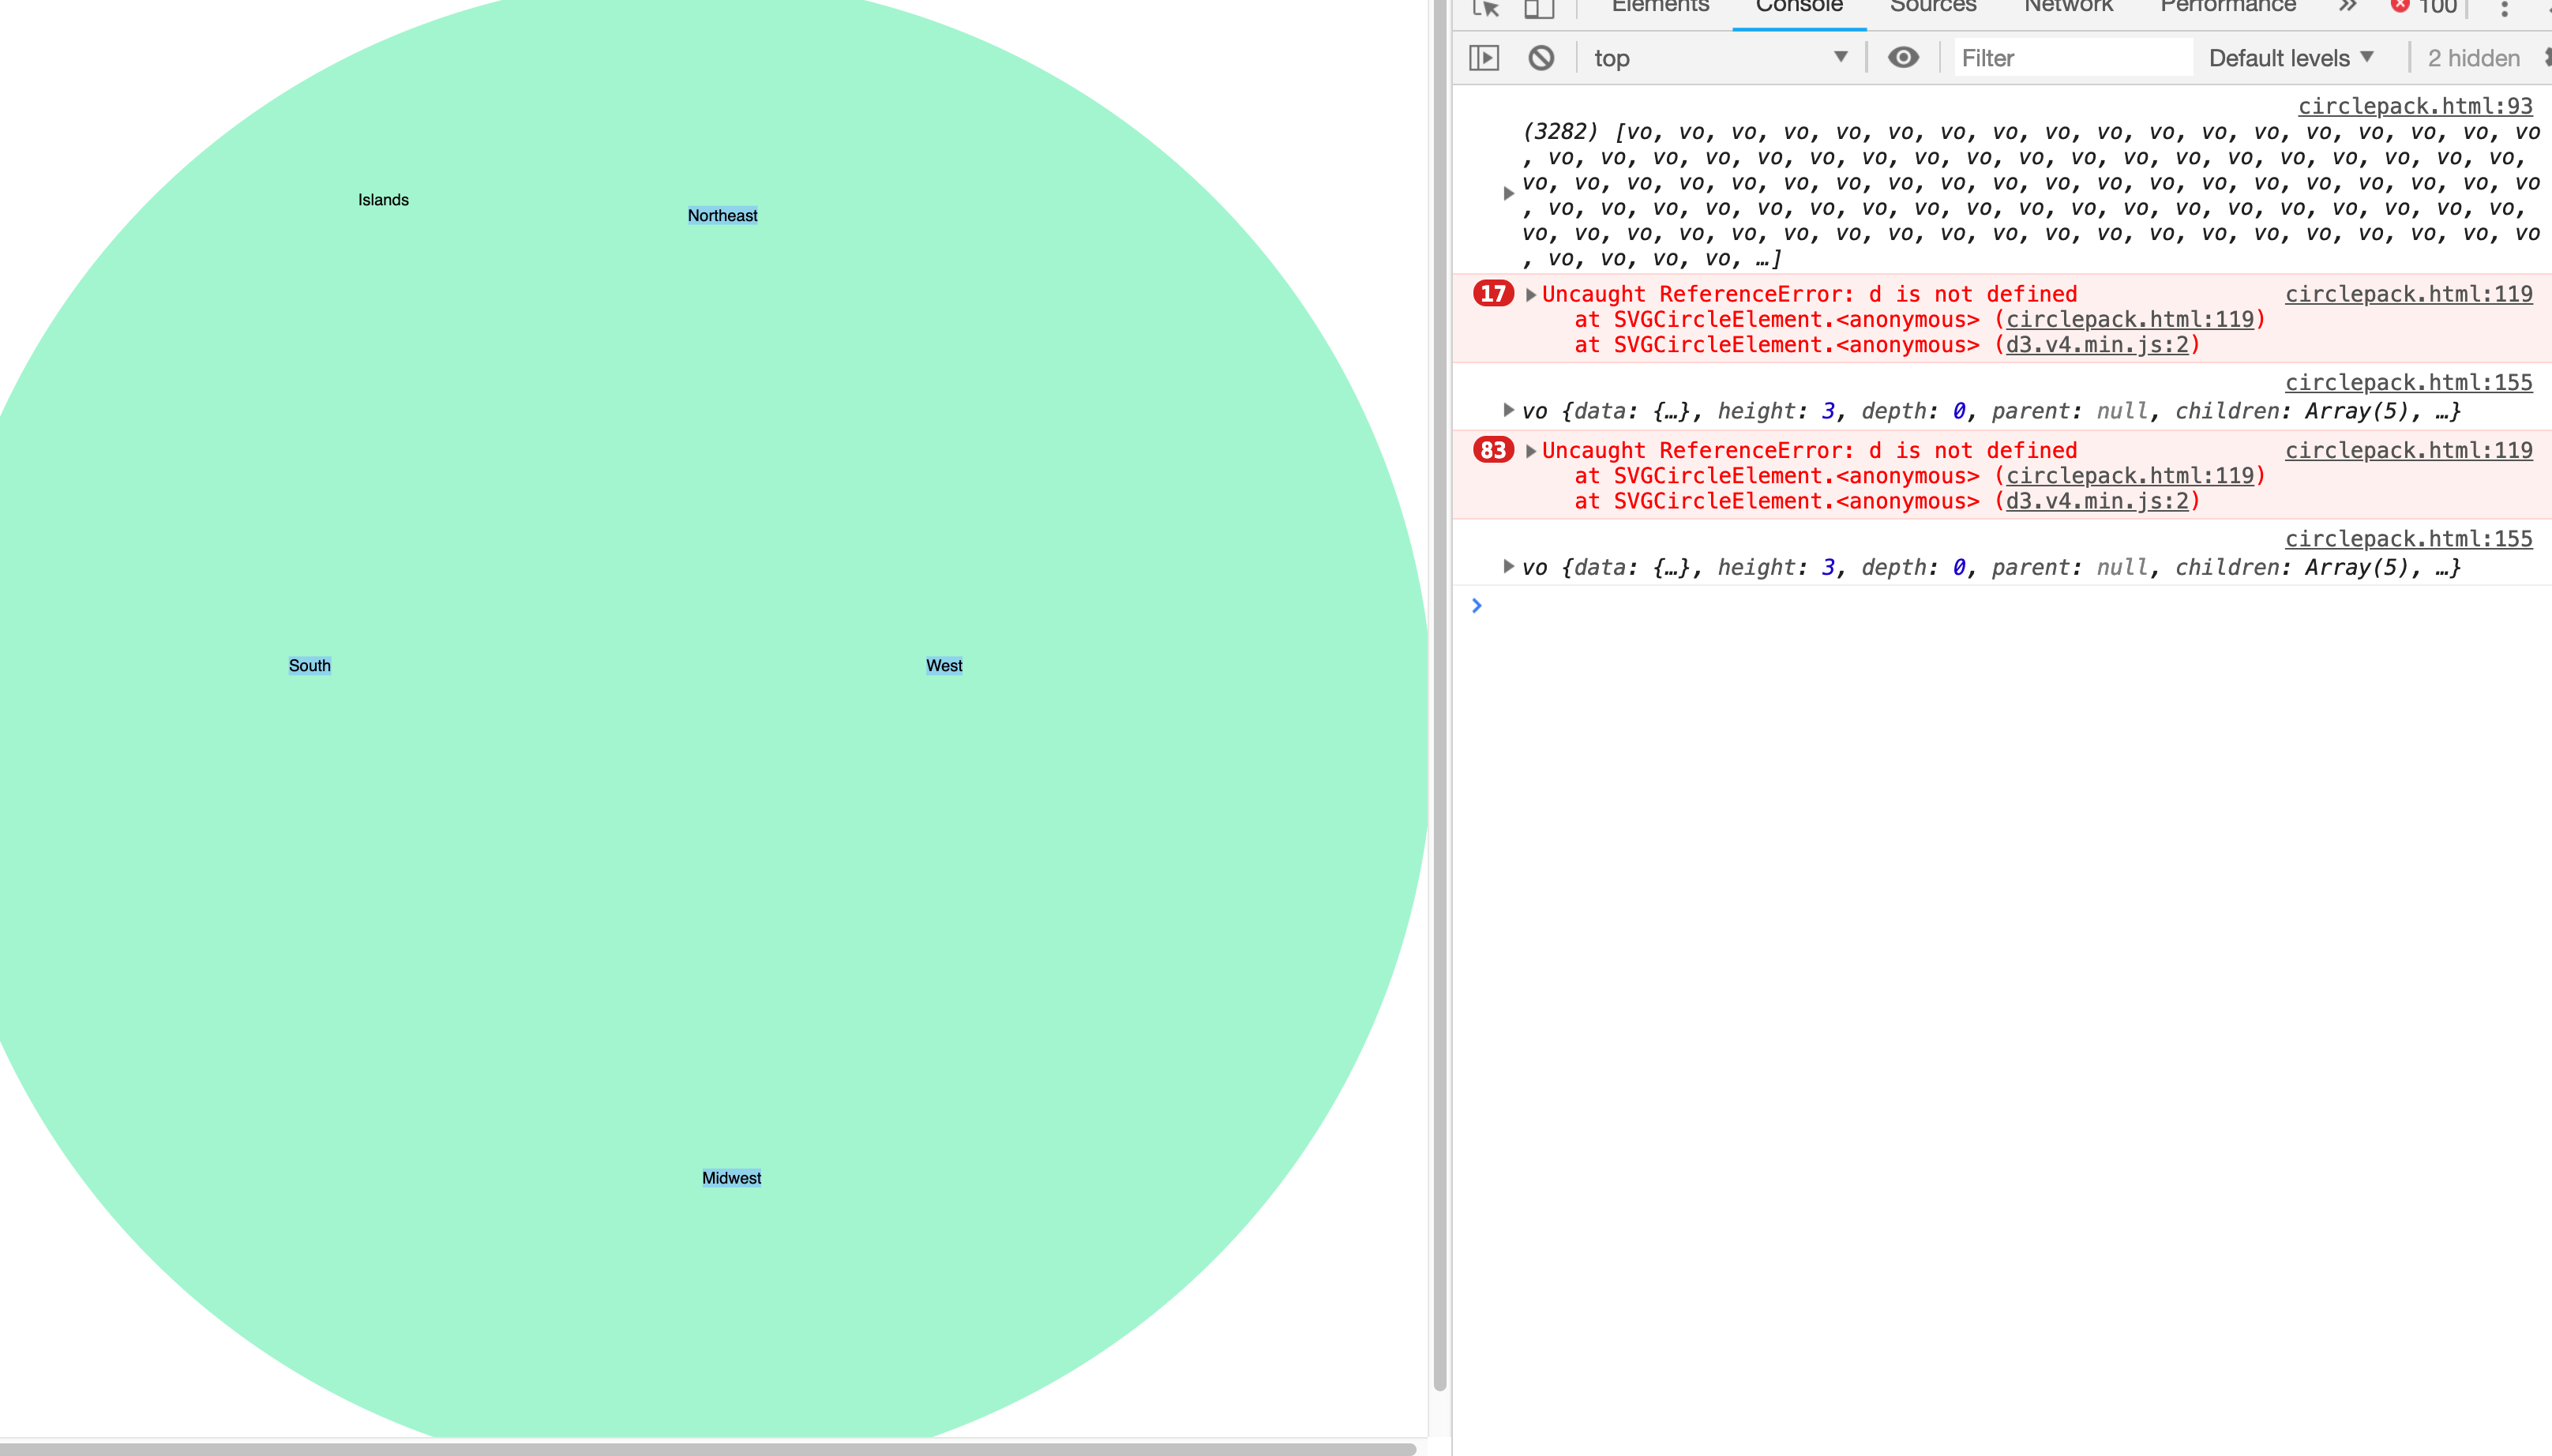 Islands
Northeast
South
West
Midwest
Elements Console Sources Network Performance » 100
top Filter Default levels 2 hidden
circlepack.html:93
(3282) [vo, vo, vo, vo, vo, vo, vo, vo, vo, vo, vo, vo, vo, vo, vo, vo, vo, vo
, vo, vo, vo, vo, vo, vo, vo, vo, vo, vo, vo, vo, vo, vo, vo, vo, vo, vo, vo,
vo, vo, vo, vo, vo, vo, vo, vo, vo, vo, vo, vo, vo, vo, vo, vo, vo, vo, vo, vo
, vo, vo, vo, vo, vo, vo, vo, vo, vo, vo, vo, vo, vo, vo, vo, vo, vo, vo, vo,
vo, vo, vo, vo, vo, vo, vo, vo, vo, vo, vo, vo, vo, vo, vo, vo, vo, vo, vo, vo
, vo, vo, vo, vo, …]
17 Uncaught ReferenceError: d is not defined circlepack.html:119
at SVGCircleElement.<anonymous> (circlepack.html:119)
at SVGCircleElement.<anonymous> (d3.v4.min.js:2)
circlepack.html:155
vo {data: {…}, height: 3, depth: 0, parent: null, children: Array(5), …}
83 Uncaught ReferenceError: d is not defined circlepack.html:119
at SVGCircleElement.<anonymous> (circlepack.html:119)
at SVGCircleElement.<anonymous> (d3.v4.min.js:2)
circlepack.html:155
vo {data: {…}, height: 3, depth: 0, parent: null, children: Array(5), …}